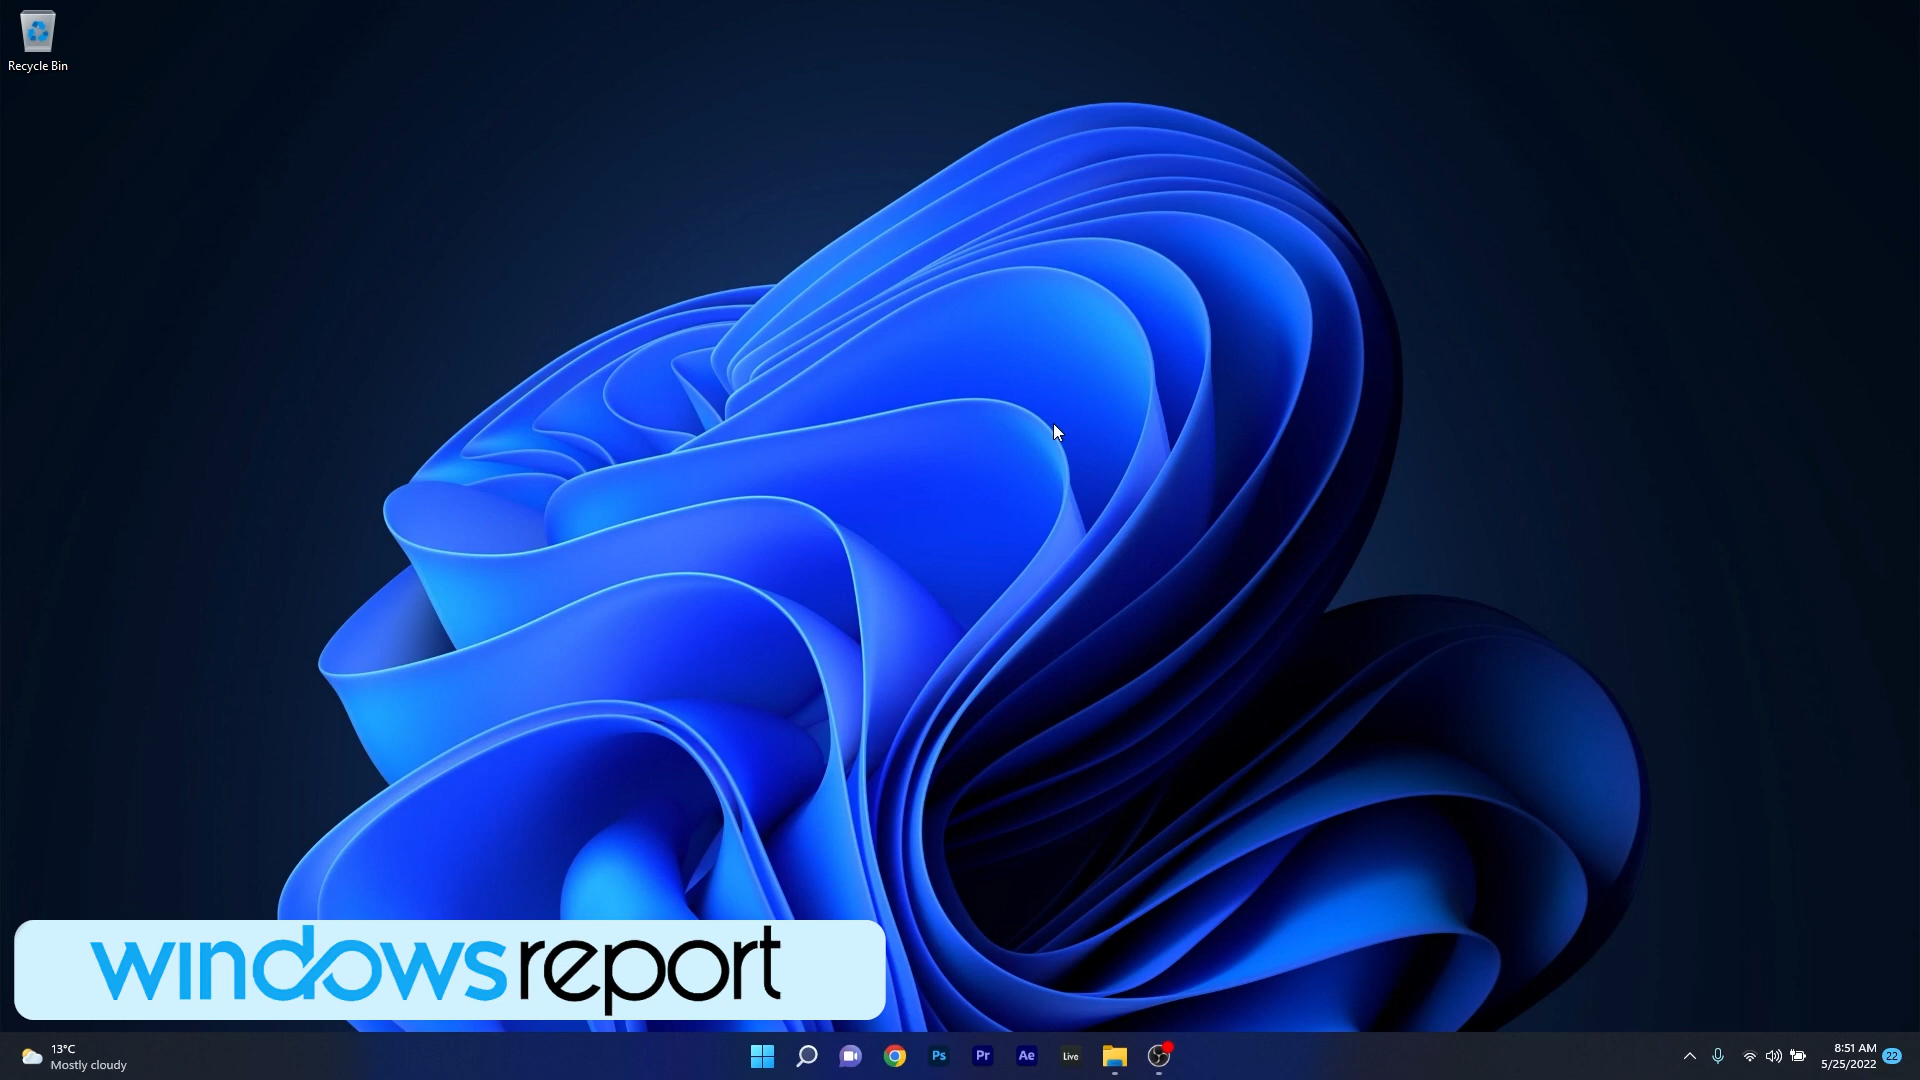 Recycle Bin
windowsreport
13°C
Mostly cloudy
Ps
Pr
Ae
Live
8:51 AM
5/25/2022
22